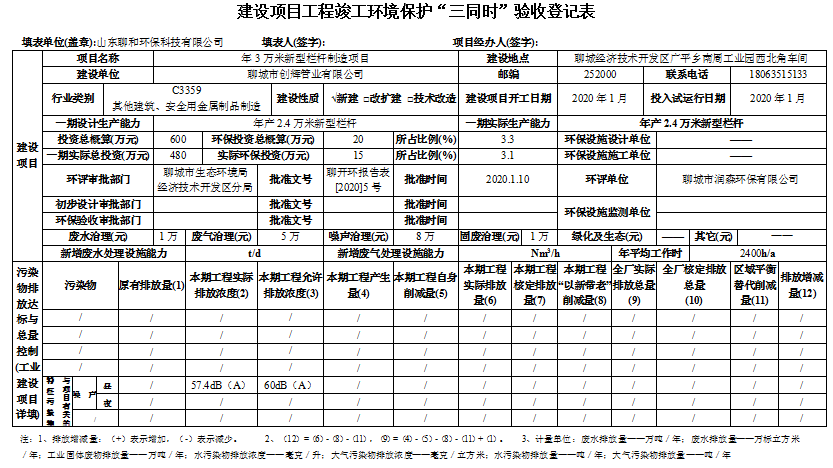 建设项目工程竣工环境保护“三同时”验收登记表
填表单位(盖章):山东聊和环保科技有限公司 填表人(签字): 项目经办人(签字):
建设项目
项目名称 年 3 万米新型栏杆制造项目 建设地点 聊城经济技术开发区广平乡南周工业园西北角车间
建设单位 聊城市创辉管业有限公司 邮编 252000 联系电话 18063515133
行业类别 C3359 其他建筑、安全用金属制品制造 建设性质 √新建 □改扩建 □技术改造 建设项目开工日期 2020 年 1 月 投入试运行日期 2020 年 1 月
一期设计生产能力 年产 2.4 万米新型栏杆 一期实际生产能力 年产 2.4 万米新型栏杆
投资总概算(万元) 600 环保投资总概算(万元) 20 所占比例(%) 3.3 环保设施设计单位 ——
一期实际总投资(万元) 480 实际环保投资(万元) 15 所占比例(%) 3.1 环保设施施工单位 ——
环评审批部门 聊城市生态环境局经济技术开发区分局 批准文号 聊开环报告表[2020]5 号 批准时间 2020.1.10 环评单位 聊城市润森环保有限公司
初步设计审批部门 批准文号 批准时间 环保设施监测单位
环保验收审批部门 批准文号 批准时间
废水治理(元) 1 万 废气治理(元) 5 万 噪声治理(元) 8 万 固废治理(元) 1 万 绿化及生态(元) —— 其它(元) ——
新增废水处理设施能力 t/d 新增废气处理设施能力 Nm³/h 年平均工作时 2400h/a
污染物排放达标与总量控制(工业建设项目详填)
污染物 原有排放量(1) 本期工程实际排放浓度(2) 本期工程允许排放浓度(3) 本期工程产生量(4) 本期工程自身削减量(5) 本期工程实际排放量(6) 本期工程核定排放量(7) 本期工程“以新带老”削减量(8) 全厂实际排放总量(9) 全厂核定排放总量(10) 区域平衡替代削减量(11) 排放增减量(12)
/ / / / / / / / / / / / /
/ / / / / / / / / / / / /
/ / / / / / / / / / / / /
/ / / / / / / / / / / / /
与项目有关的特征污染物 噪声 昼 / 57.4dB（A） 60dB（A） / / / / / / / / /
夜 / / / / / / / / / / / /
/ / / / / / / / / / / / /
注：1、排放增减量：（+）表示增加，（-）表示减少。 2、（12）=（6）-（8）-（11），（9）=（4）-（5）-（8）-（11）+（1）。 3、计量单位：废水排放量——万吨／年；废水排放量——万标立方米
／年；工业固体废物排放量——万吨／年；水污染物排放浓度——毫克／升；大气污染物排放浓度——毫克／立方米；水污染物排放量——吨／年；大气污染物排放量——吨／年